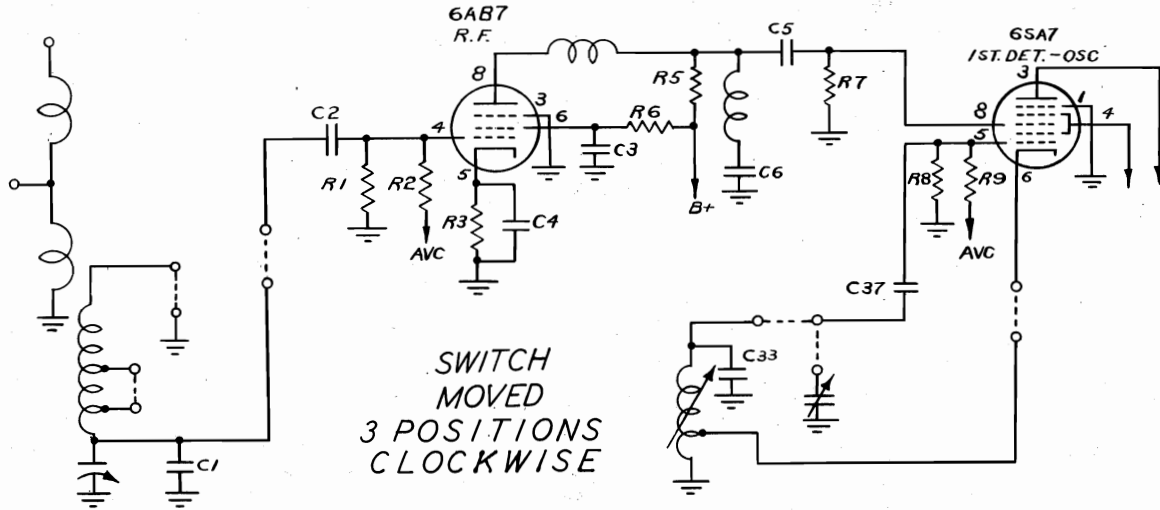 6AB7
R.F.
6SA7
1ST. DET.-OSC
C5
3
8
3
R5
R7
1
C2
6
R6
4
4
8
C3
5
R1
R2
5
C6
R8
R9
6
R3
C4
B+
AVC
AVC
C37
C33
SWITCH
MOVED
3 POSITIONS
CLOCKWISE
C1